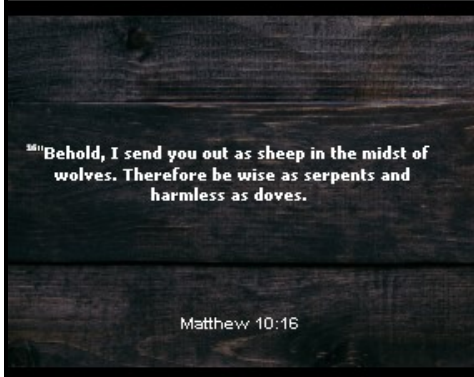 16"Behold, I send you out as sheep in the midst of
wolves. Therefore be wise as serpents and
harmless as doves.
Matthew 10:16